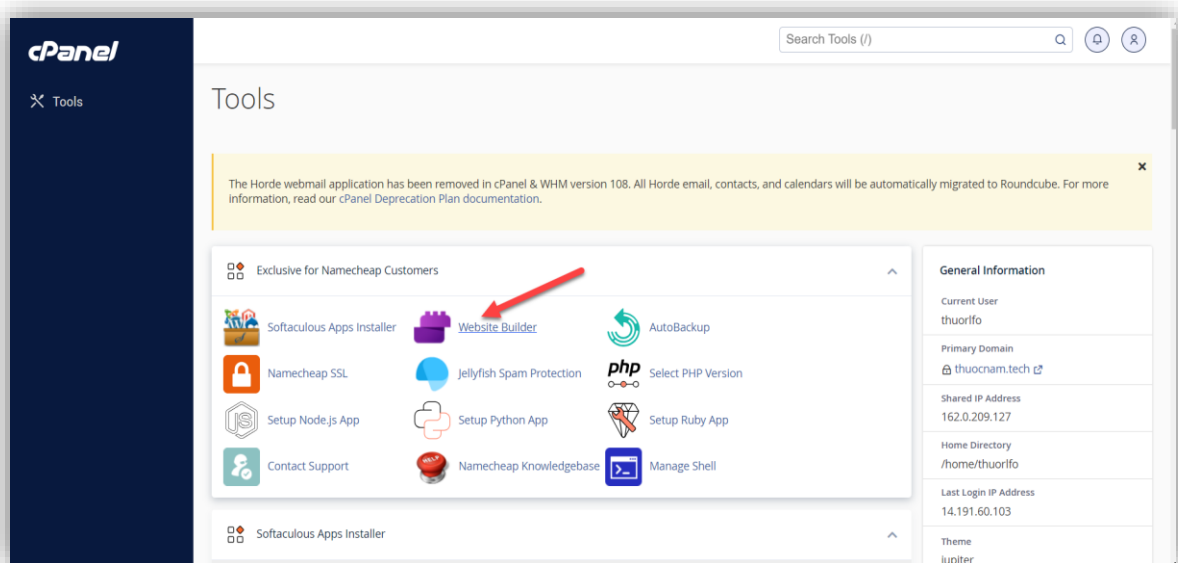 cPanel
Search Tools (/)
Tools
Tools
The Horde webmail application has been removed in cPanel & WHM version 108. All Horde email, contacts, and calendars will be automatically migrated to Roundcube. For more
information, read our cPanel Deprecation Plan documentation.
Exclusive for Namecheap Customers
Softaculous Apps Installer
Website Builder
AutoBackup
Namecheap SSL
Jellyfish Spam Protection
php
Select PHP Version
JS
Setup Node.js App
Setup Python App
Setup Ruby App
Contact Support
HELP
Namecheap Knowledgebase
Manage Shell
Softaculous Apps Installer
General Information
Current User
thuorlfo
Primary Domain
thuocnam.tech
Shared IP Address
162.0.209.127
Home Directory
/home/thuorlfo
Last Login IP Address
14.191.60.103
Theme
jupiter